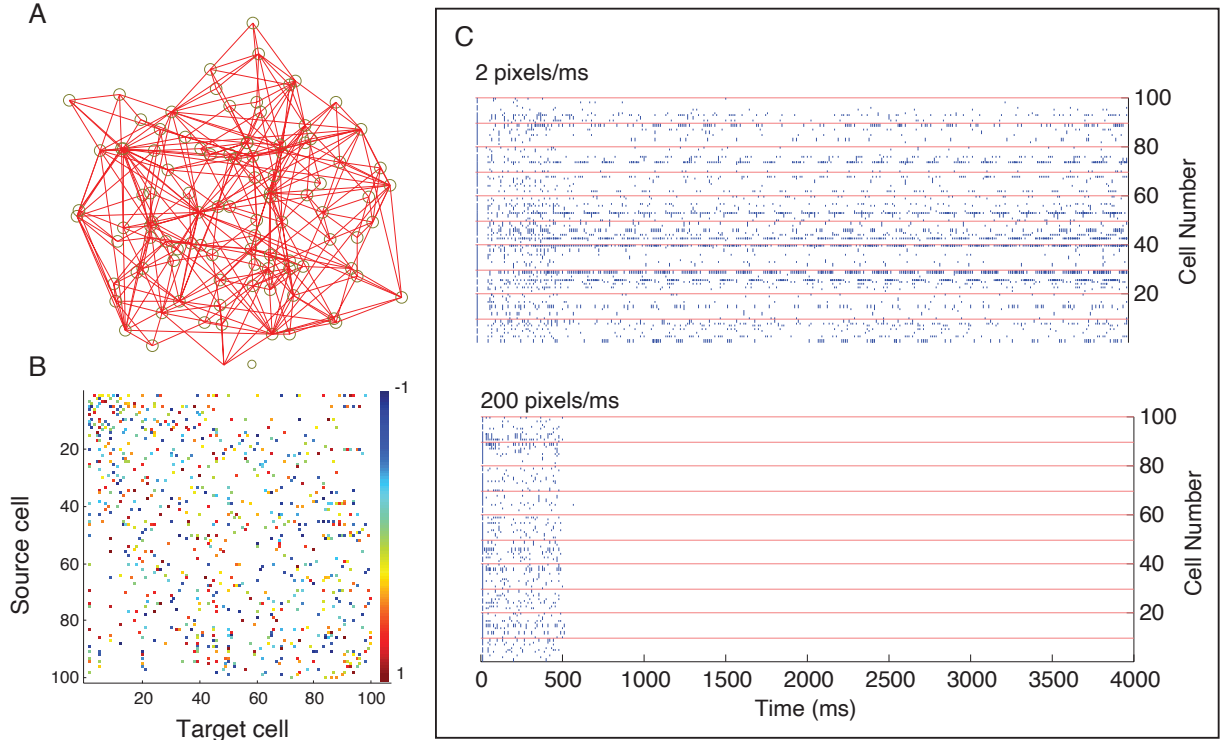 A
B
-1
1
20
40
60
80
100
Source cell
20 40 60 80 100
Target cell
C
2 pixels/ms
100
80
60
40
20
Cell Number
200 pixels/ms
100
80
60
40
20
Cell Number
0 500 1000 1500 2000 2500 3000 3500 4000
Time (ms)